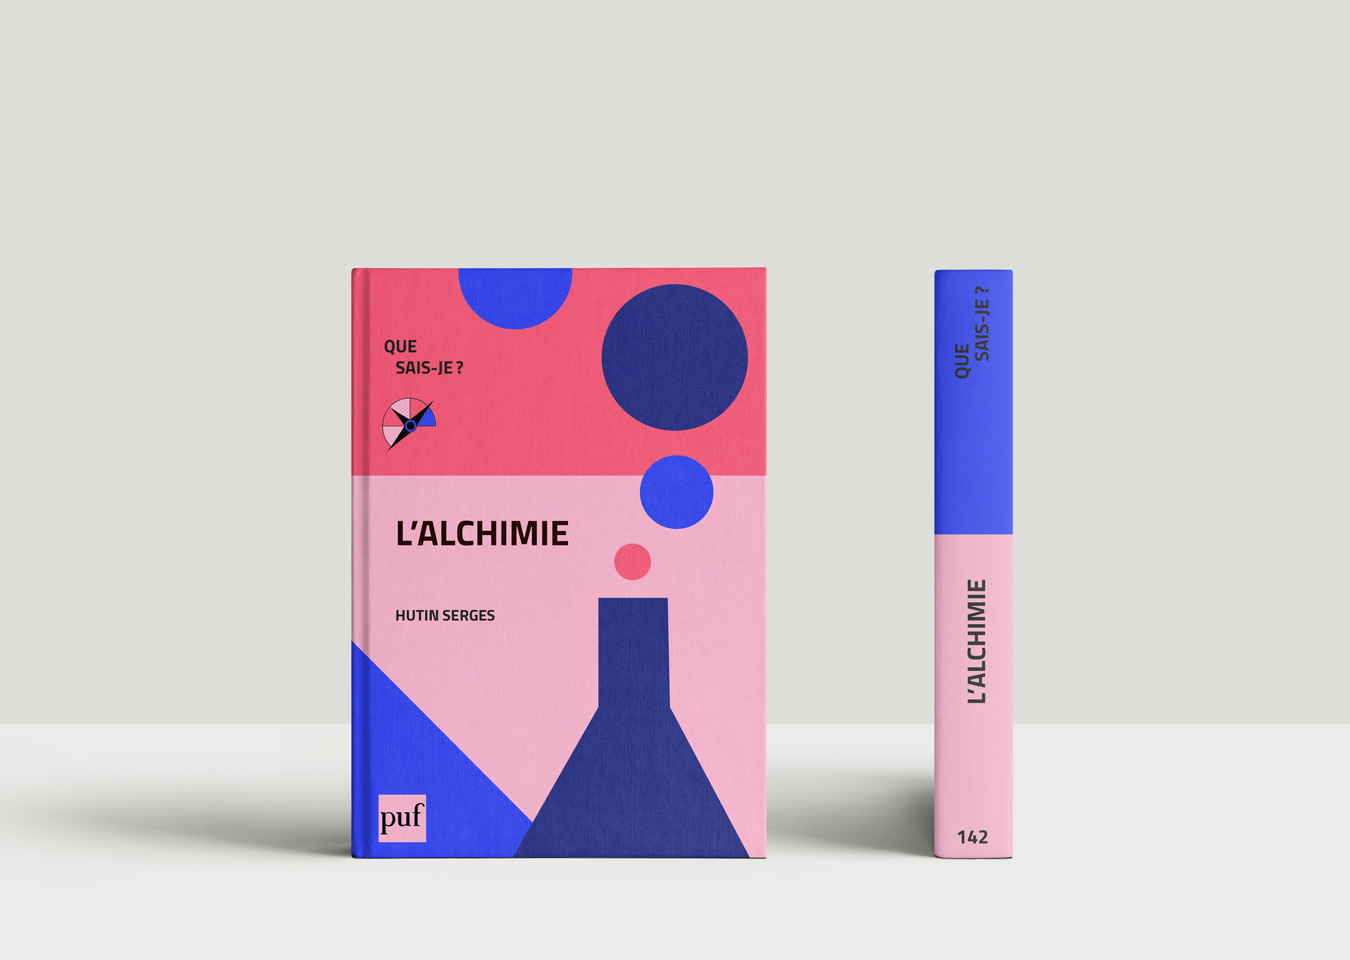 QUE
SAIS-JE ?
L’ALCHIMIE
HUTIN SERGES
puf
QUE
SAIS-JE ?
L’ALCHIMIE
142